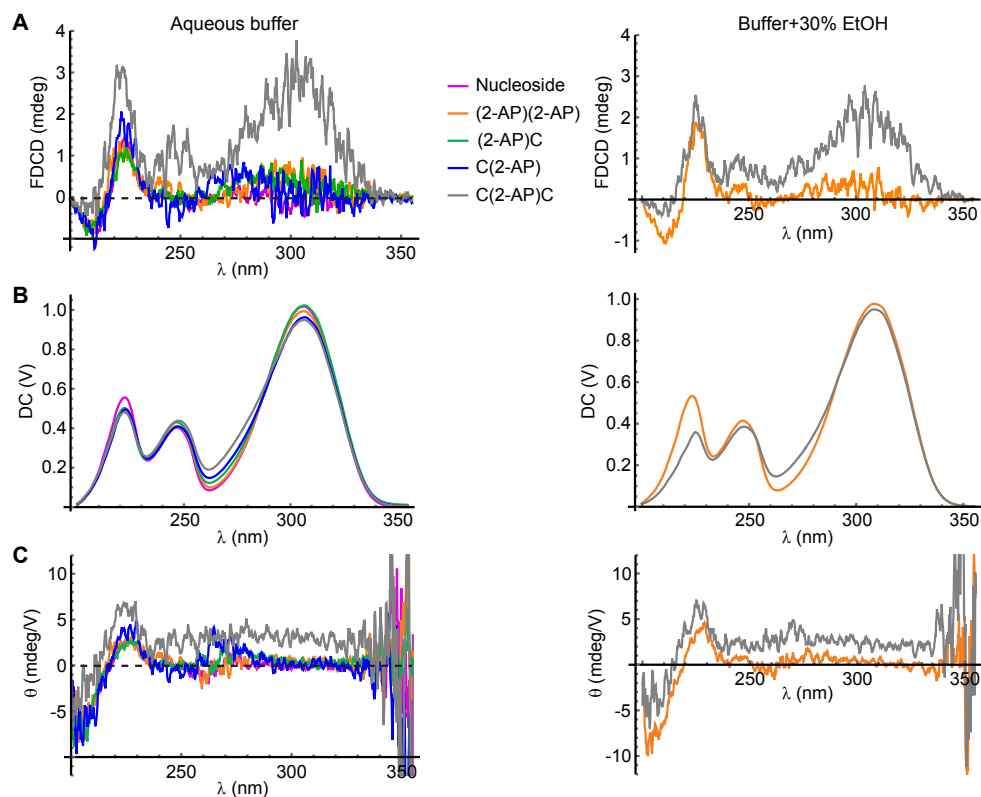 A
Aqueous buffer
Buffer+30% EtOH
4
3
2
1
0
FDCD (mdeg)
250
300
350
λ (nm)
Nucleoside
(2-AP)(2-AP)
(2-AP)C
C(2-AP)
C(2-AP)C
4
3
2
1
-1
FDCD (mdeg)
250
300
350
λ (nm)
B
1.0
0.8
0.6
0.4
0.2
DC (V)
250
300
350
λ (nm)
1.0
0.8
0.6
0.4
0.2
DC (V)
250
300
350
λ (nm)
C
10
5
0
-5
θ (mdeg/V)
250
300
350
λ (nm)
10
5
-5
-10
θ (mdeg/V)
250
300
350
λ (nm)